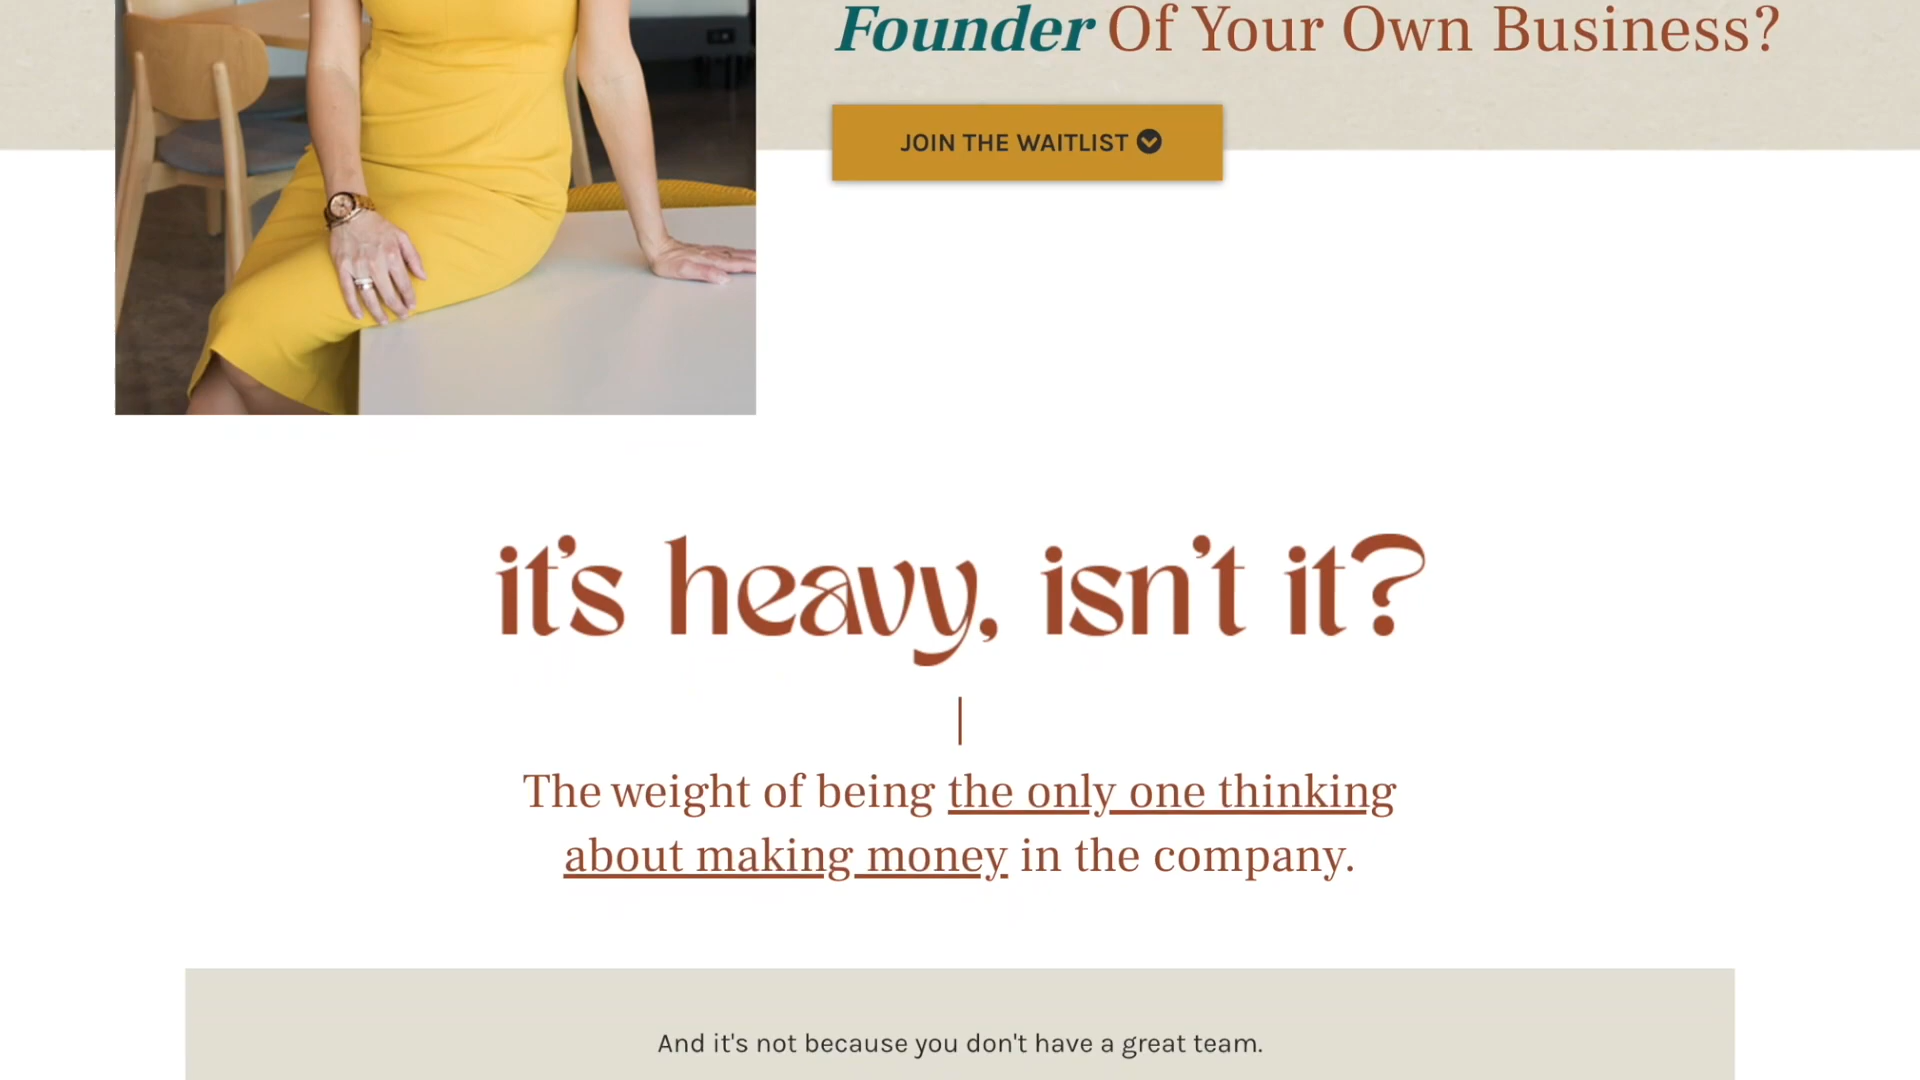 Founder Of Your Own Business?
JOIN THE WAITLIST
it's heavy, isn't it?
The weight of being the only one thinking
about making money in the company.
And it's not because you don't have a great team.